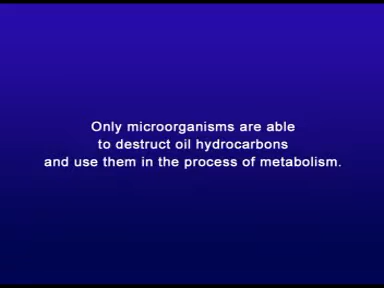 Only microorganisms are able
to destruct oil hydrocarbons
and use them in the process of metabolism.